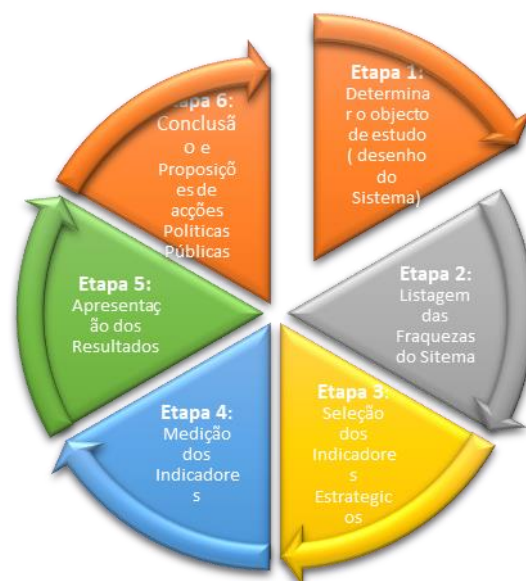 Etapa 1:
Determina
r o objecto
de estudo
( desenho
do
Sistema)
Etapa 2:
Listagem
das
Fraquezas
do Sitema
Etapa 3:
Seleção
dos
Indicadore
s
Estrategic
os
Etapa 4:
Medição
dos
Indicadore
s
Etapa 5:
Apresentaç
ão dos
Resultados
Etapa 6:
Conclusã
o e
Proposiçõ
es de
acções
Politicas
Públicas